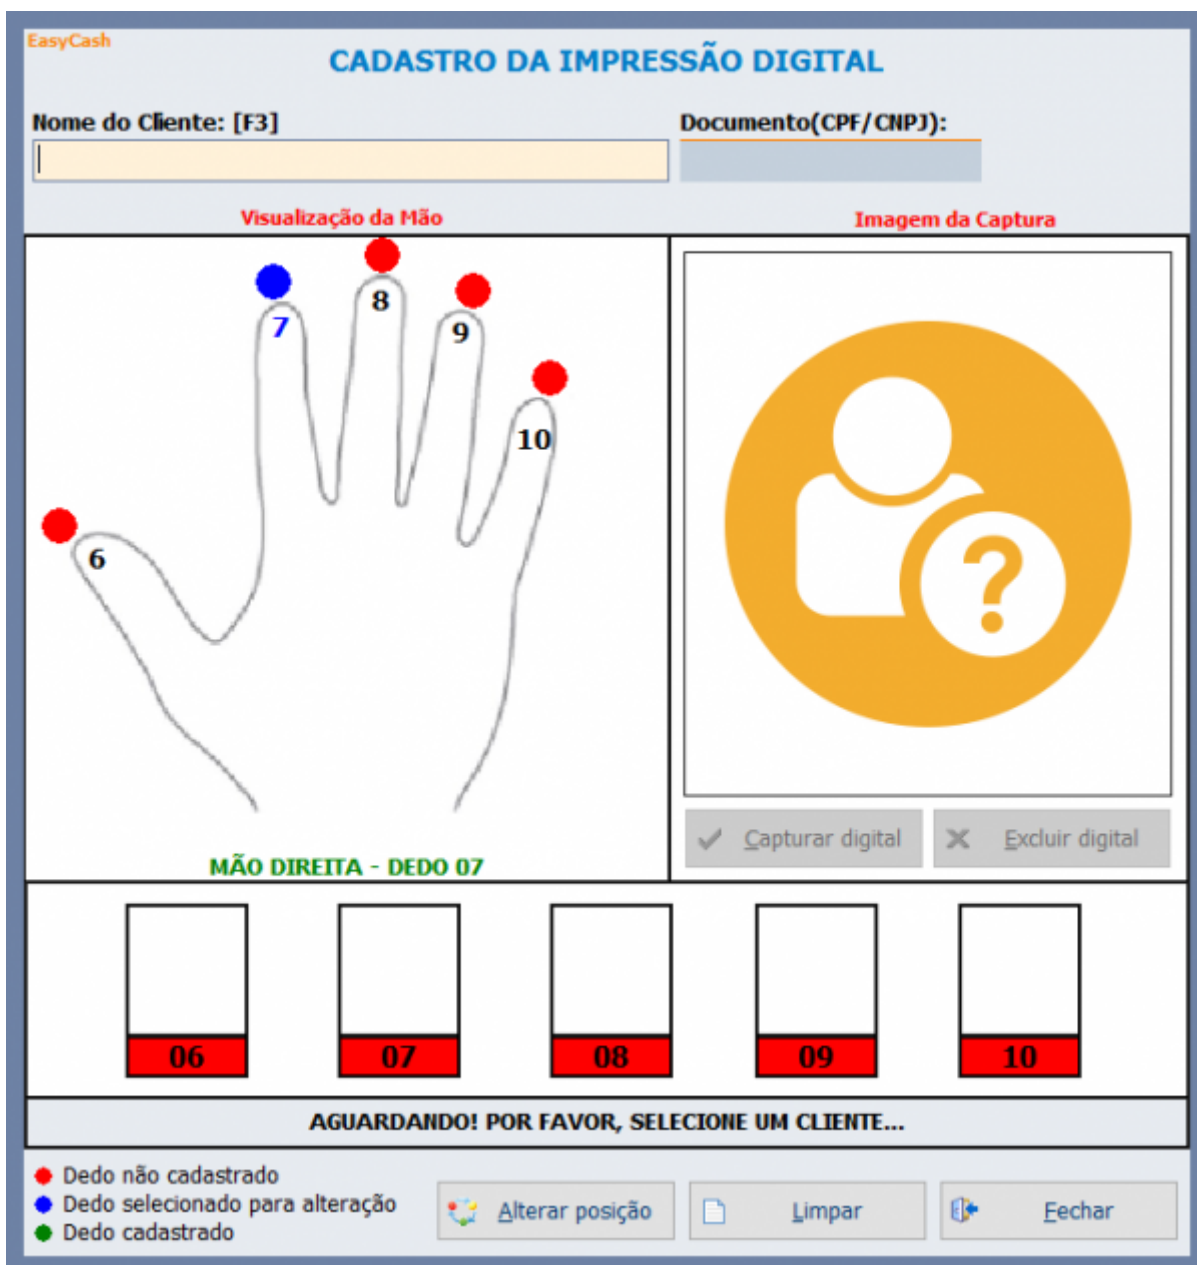 EasyCash
CADASTRO DA IMPRESSÃO DIGITAL
Nome do Cliente: [F3]
Documento(CPF/CNPJ):
Visualização da Mão
Imagem da Captura
8
7
9
10
6
?
Capturar digital
Excluir digital
MÃO DIREITA - DEDO 07
06
07
08
09
10
AGUARDANDO! POR FAVOR, SELECIONE UM CLIENTE...
Dedo não cadastrado
Dedo selecionado para alteração
Dedo cadastrado
Alterar posição
Limpar
Fechar